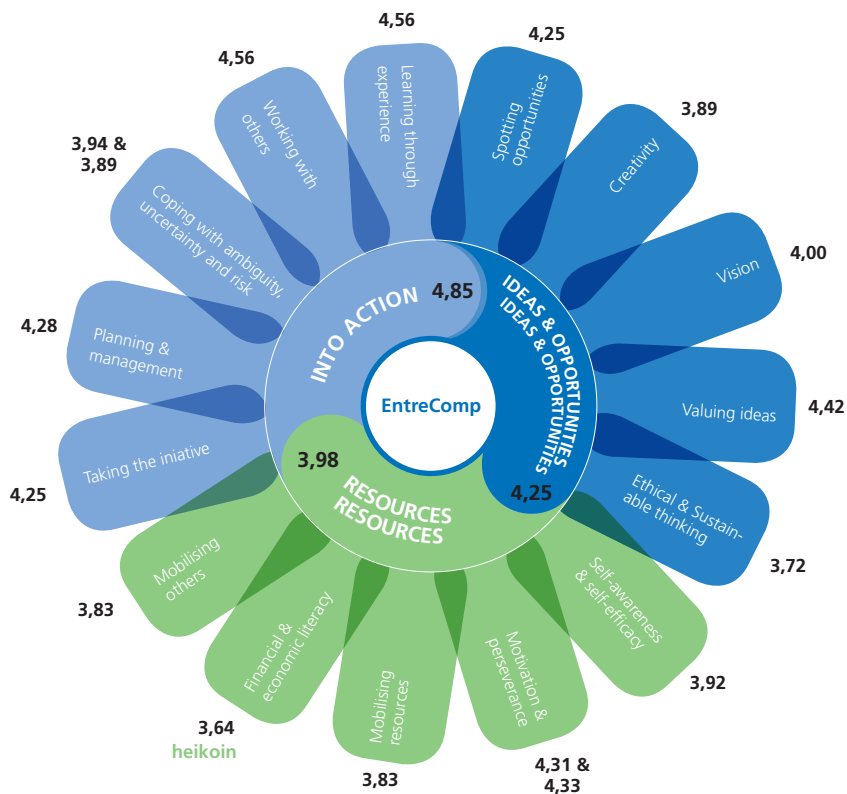 4,56
Learning through
experience
4,25
Spotting
opportunities
3,89
Creativity
4,00
Vision
4,42
Valuing ideas
3,72
Ethical & Sustain-
able thinking
3,92
Self-awareness
& self-efficacy
4,31 &
4,33
Motivation &
perseverance
3,83
Mobilising
resources
3,64
heikoin
Financial &
economic literacy
3,83
Mobilising
others
4,25
Taking the iniative
4,28
Planning &
management
3,94 &
3,89
Coping with ambiguity,
uncertainty and risk
4,56
Working with
others
INTO ACTION
4,85
IDEAS & OPPORTUNITIES
IDEAS & OPPORTUNITIES
4,25
RESOURCES
RESOURCES
3,98
EntreComp